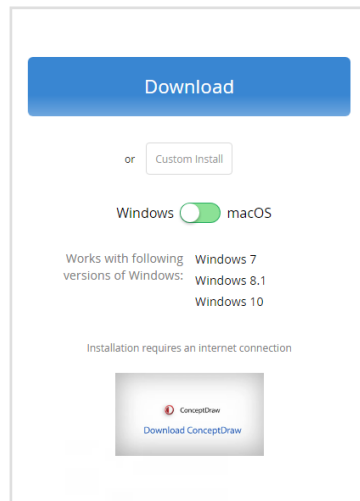 Download
or Custom Install
Windows macOS
Works with following versions of Windows:
Windows 7
Windows 8.1
Windows 10
Installation requires an internet connection
ConceptDraw
Download ConceptDraw